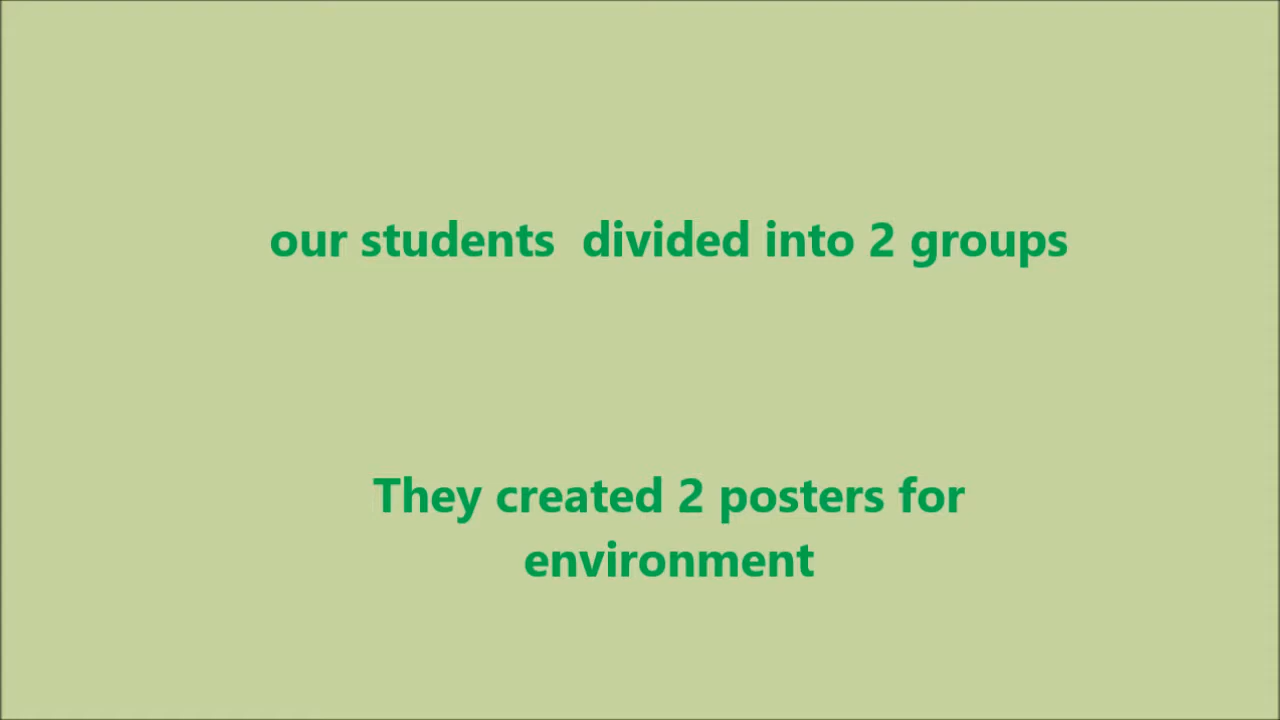 our students  divided into 2 groups
They created 2 posters for
environment